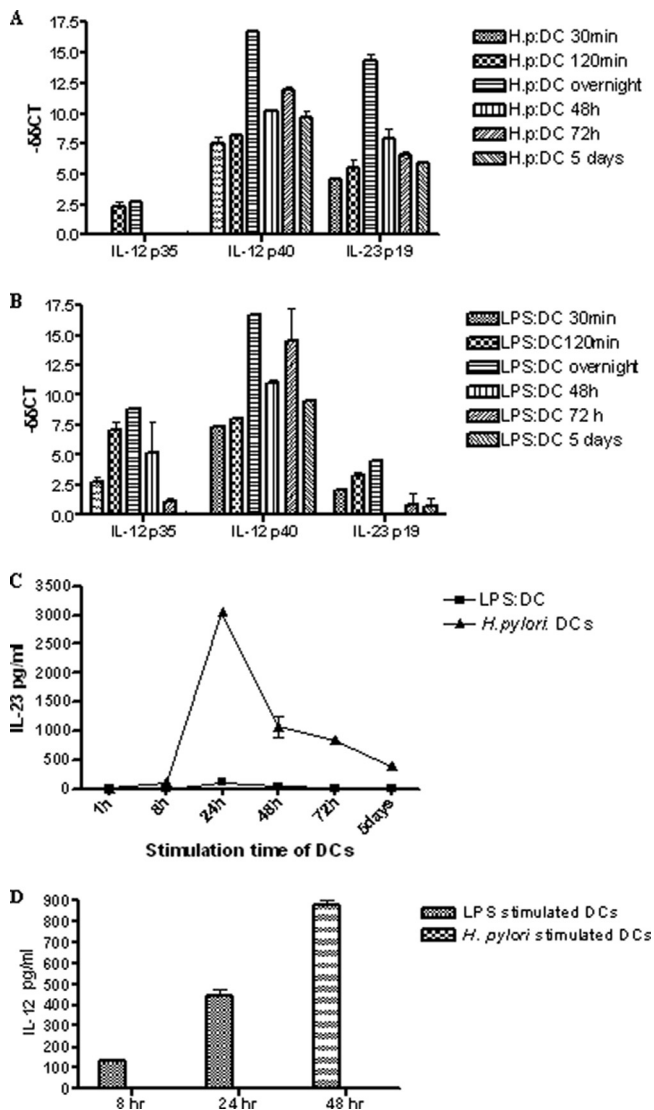 A
17.5
15.0
12.5
10.0
7.5
5.0
2.5
0.0
-δδCT
IL-12 p35
IL-12 p40
IL-23 p19
H.p:DC 30min
H.p:DC 120min
H.p:DC overnight
H.p:DC 48h
H.p:DC 72h
H.p:DC 5 days
B
17.5
15.0
12.5
10.0
7.5
5.0
2.5
0.0
-δδCT
IL-12 p35
IL-12 p40
IL-23 p19
LPS:DC 30min
LPS:DC120min
LPS:DC overnight
LPS:DC 48h
LPS:DC 72 h
LPS:DC 5 days
C
3500
3000
2500
2000
1500
1000
500
0
IL-23 pg/ml
1h
8h
24h
48h
72h
5days
Stimulation time of DCs
LPS:DC
H.pylori. DCs
D
900
800
700
600
500
400
300
200
100
0
IL-12 pg/ml
8 hr
24 hr
48 hr
LPS stimulated DCs
H. pylori stimulated DCs